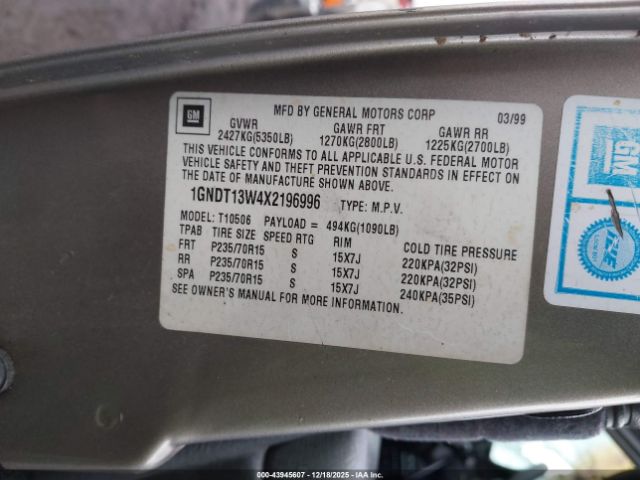 GM
MFD BY GENERAL MOTORS CORP 03/99
GVWR GAWR FRT GAWR RR
2427KG(5350LB) 1270KG(2800LB) 1225KG(2700LB)
THIS VEHICLE CONFORMS TO ALL APPLICABLE U.S. FEDERAL MOTOR
VEHICLE SAFETY AND THEFT PREVENTION STANDARDS IN EFFECT ON
THE DATE OF MANUFACTURE SHOWN ABOVE.
1GNDT13W4X2196996 TYPE: M.P.V.
MODEL: T10506 PAYLOAD = 494KG(1090LB)
TPAB TIRE SIZE SPEED RTG RIM COLD TIRE PRESSURE
FRT P235/70R15 S 15X7J 220KPA(32PSI)
RR P235/70R15 S 15X7J 220KPA(32PSI)
SPA P235/70R15 S 15X7J 240KPA(35PSI)
SEE OWNER'S MANUAL FOR MORE INFORMATION.
GM
000-43945607 - 12/18/2025 - IAA, Inc.